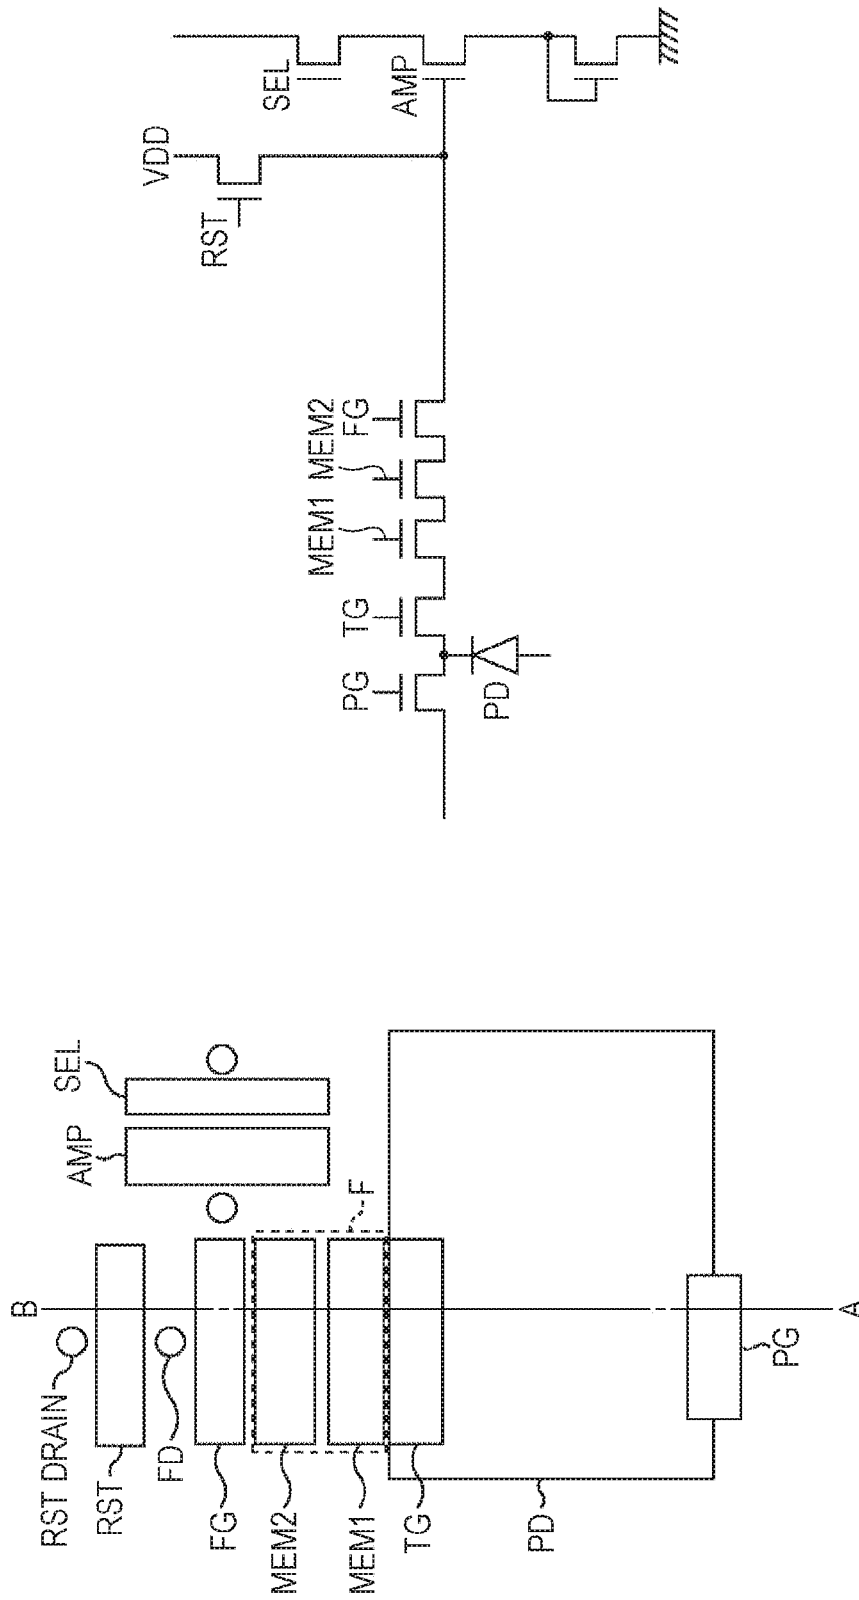 SEL
AMP
VDD
RST
MEM1
MEM2
FG
TG
PG
PD
SEL
AMP
F
B
A
RST DRAIN
RST
FD
FG
MEM2
MEM1
TG
PD
PG